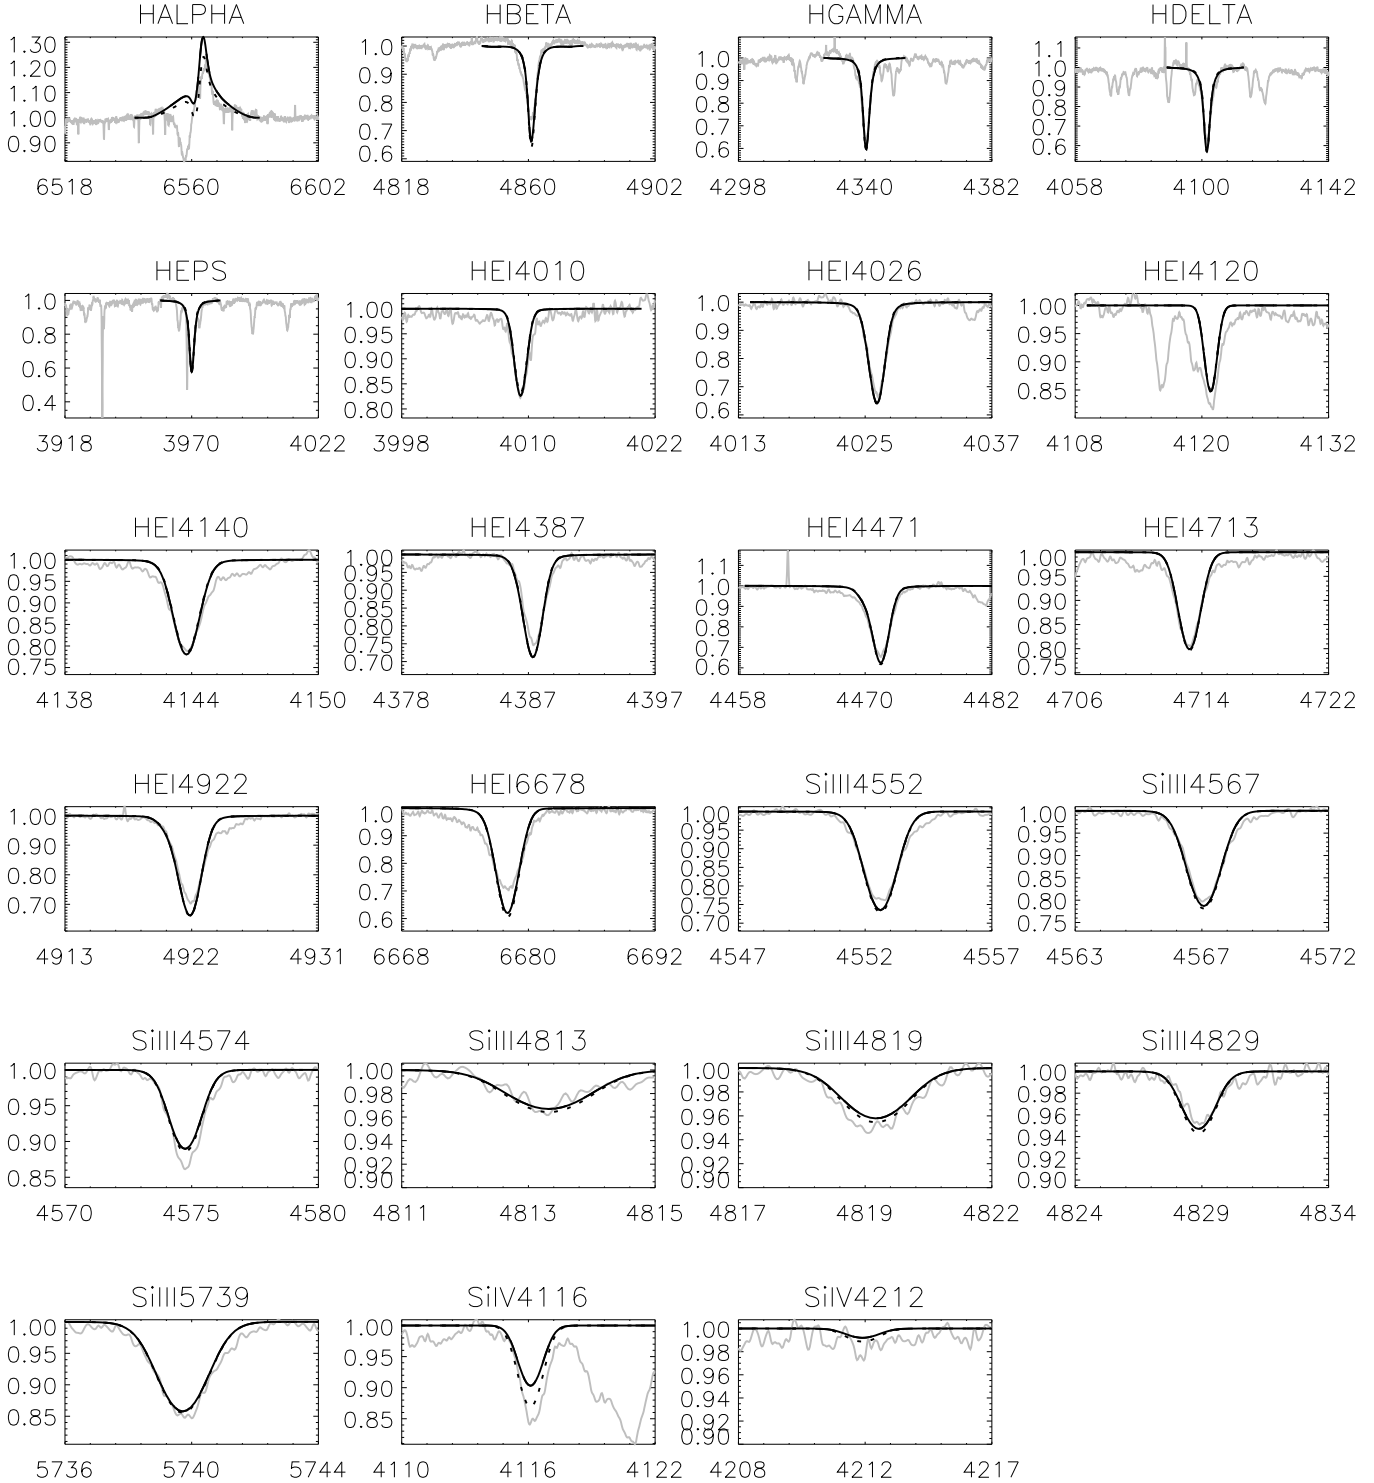 HALPHA HBETA HGAMMA HDELTA
1.30 1.0 1.0 1.1
1.20 0.9 0.9 1.0
1.10 0.8 0.8 0.9
1.00 0.7 0.7 0.8
0.90 0.6 0.6 0.7
0.6
6518 6560 6602 4818 4860 4902 4298 4340 4382 4058 4100 4142
HEPS HEI4010 HEI4026 HEI4120
1.0 1.00 1.0 1.00
0.8 0.95 0.9 0.95
0.6 0.90 0.8 0.90
0.4 0.85 0.7 0.85
0.80 0.6
3918 3970 4022 3998 4010 4022 4013 4025 4037 4108 4120 4132
HEI4140 HEI4387 HEI4471 HEI4713
1.00 1.00 1.1 1.00
0.95 0.95 1.0 0.95
0.90 0.90 0.9 0.90
0.85 0.85 0.8 0.85
0.80 0.80 0.7 0.80
0.75 0.75 0.6 0.75
0.70
4138 4144 4150 4378 4387 4397 4458 4470 4482 4706 4714 4722
HEI4922 HEI6678 SiIII4552 SiIII4567
1.00 1.0 1.00 1.00
0.90 0.9 0.95 0.95
0.80 0.8 0.90 0.90
0.70 0.7 0.85 0.85
0.6 0.80 0.80
0.75 0.75
0.70
4913 4922 4931 6668 6680 6692 4547 4552 4557 4563 4567 4572
SiIII4574 SiIII4813 SiIII4819 SiIII4829
1.00 1.00 1.00 1.00
0.95 0.98 0.98 0.98
0.90 0.96 0.96 0.96
0.85 0.94 0.94 0.94
0.92 0.92 0.92
0.90 0.90 0.90
4570 4575 4580 4811 4813 4815 4817 4819 4822 4824 4829 4834
SiIII5739 SiIV4116 SiIV4212
1.00 1.00 1.00
0.95 0.95 0.98
0.90 0.90 0.96
0.85 0.85 0.94
0.92
0.90
5736 5740 5744 4110 4116 4122 4208 4212 4217